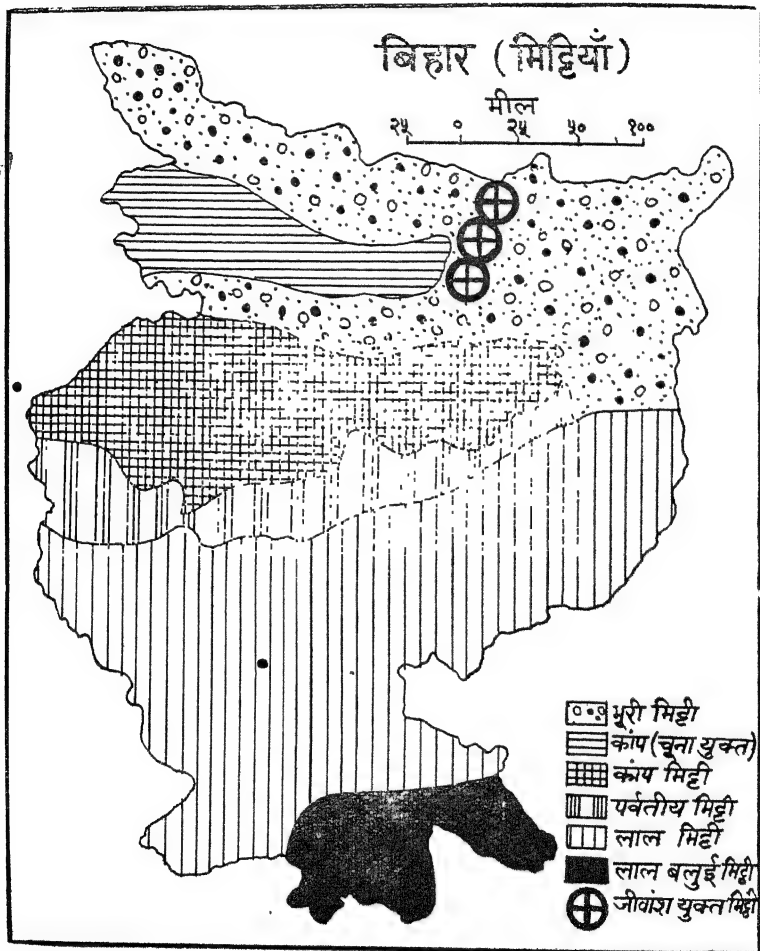 बिहार (मिट्टियाँ)
मील
२५ ० २५ ५० १००
भूरी मिट्टी
कांप (चूना युक्त)
कांप मिट्टी
पर्वतीय मिट्टी
लाल मिट्टी
लाल बलुई मिट्टी
जीवांश युक्त मिट्टी